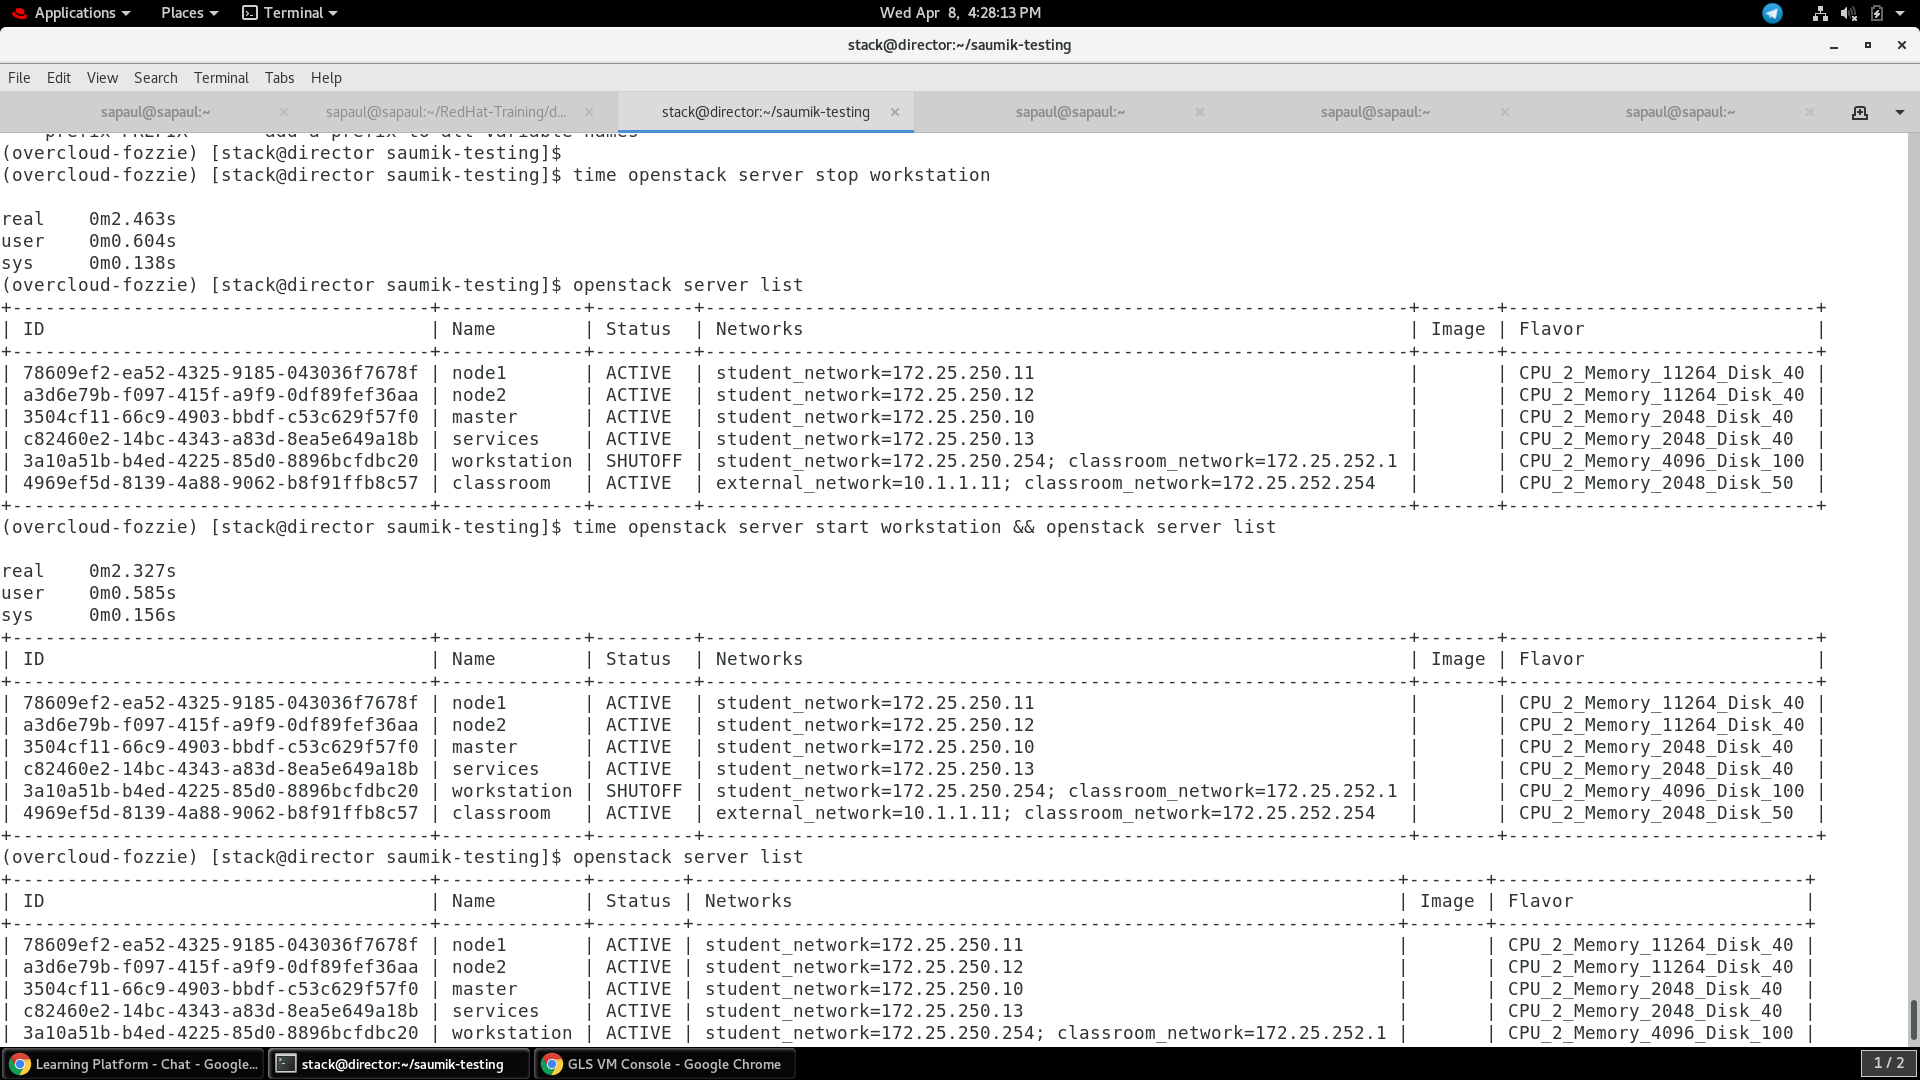 Applications Places Terminal Wed Apr 8, 4:28:13 PM
stack@director:~/saumik-testing
File Edit View Search Terminal Tabs Help
sapaul@sapaul:~ sapaul@sapaul:~/RedHat-Training/d... stack@director:~/saumik-testing sapaul@sapaul:~ sapaul@sapaul:~ sapaul@sapaul:~
prefix PREFIX add a prefix to all variable names
(overcloud-fozzie) [stack@director saumik-testing]$
(overcloud-fozzie) [stack@director saumik-testing]$ time openstack server stop workstation
real 0m2.463s
user 0m0.604s
sys 0m0.138s
(overcloud-fozzie) [stack@director saumik-testing]$ openstack server list
+--------------------------------------+-------------+---------+----------------------------------------------------------------+-------+----------------------------+
| ID | Name | Status | Networks | Image | Flavor |
+--------------------------------------+-------------+---------+----------------------------------------------------------------+-------+----------------------------+
| 78609ef2-ea52-4325-9185-043036f7678f | node1 | ACTIVE | student_network=172.25.250.11 | | CPU_2_Memory_11264_Disk_40 |
| a3d6e79b-f097-415f-a9f9-0df89fef36aa | node2 | ACTIVE | student_network=172.25.250.12 | | CPU_2_Memory_11264_Disk_40 |
| 3504cf11-66c9-4903-bbdf-c53c629f57f0 | master | ACTIVE | student_network=172.25.250.10 | | CPU_2_Memory_2048_Disk_40 |
| c82460e2-14bc-4343-a83d-8ea5e649a18b | services | ACTIVE | student_network=172.25.250.13 | | CPU_2_Memory_2048_Disk_40 |
| 3a10a51b-b4ed-4225-85d0-8896bcfdbc20 | workstation | SHUTOFF | student_network=172.25.250.254; classroom_network=172.25.252.1 | | CPU_2_Memory_4096_Disk_100 |
| 4969ef5d-8139-4a88-9062-b8f91ffb8c57 | classroom | ACTIVE | external_network=10.1.1.11; classroom_network=172.25.252.254 | | CPU_2_Memory_2048_Disk_50 |
+--------------------------------------+-------------+---------+----------------------------------------------------------------+-------+----------------------------+
(overcloud-fozzie) [stack@director saumik-testing]$ time openstack server start workstation && openstack server list
real 0m2.327s
user 0m0.585s
sys 0m0.156s
+--------------------------------------+-------------+---------+----------------------------------------------------------------+-------+----------------------------+
| ID | Name | Status | Networks | Image | Flavor |
+--------------------------------------+-------------+---------+----------------------------------------------------------------+-------+----------------------------+
| 78609ef2-ea52-4325-9185-043036f7678f | node1 | ACTIVE | student_network=172.25.250.11 | | CPU_2_Memory_11264_Disk_40 |
| a3d6e79b-f097-415f-a9f9-0df89fef36aa | node2 | ACTIVE | student_network=172.25.250.12 | | CPU_2_Memory_11264_Disk_40 |
| 3504cf11-66c9-4903-bbdf-c53c629f57f0 | master | ACTIVE | student_network=172.25.250.10 | | CPU_2_Memory_2048_Disk_40 |
| c82460e2-14bc-4343-a83d-8ea5e649a18b | services | ACTIVE | student_network=172.25.250.13 | | CPU_2_Memory_2048_Disk_40 |
| 3a10a51b-b4ed-4225-85d0-8896bcfdbc20 | workstation | SHUTOFF | student_network=172.25.250.254; classroom_network=172.25.252.1 | | CPU_2_Memory_4096_Disk_100 |
| 4969ef5d-8139-4a88-9062-b8f91ffb8c57 | classroom | ACTIVE | external_network=10.1.1.11; classroom_network=172.25.252.254 | | CPU_2_Memory_2048_Disk_50 |
+--------------------------------------+-------------+---------+----------------------------------------------------------------+-------+----------------------------+
(overcloud-fozzie) [stack@director saumik-testing]$ openstack server list
+--------------------------------------+-------------+--------+----------------------------------------------------------------+-------+----------------------------+
| ID | Name | Status | Networks | Image | Flavor |
+--------------------------------------+-------------+--------+----------------------------------------------------------------+-------+----------------------------+
| 78609ef2-ea52-4325-9185-043036f7678f | node1 | ACTIVE | student_network=172.25.250.11 | | CPU_2_Memory_11264_Disk_40 |
| a3d6e79b-f097-415f-a9f9-0df89fef36aa | node2 | ACTIVE | student_network=172.25.250.12 | | CPU_2_Memory_11264_Disk_40 |
| 3504cf11-66c9-4903-bbdf-c53c629f57f0 | master | ACTIVE | student_network=172.25.250.10 | | CPU_2_Memory_2048_Disk_40 |
| c82460e2-14bc-4343-a83d-8ea5e649a18b | services | ACTIVE | student_network=172.25.250.13 | | CPU_2_Memory_2048_Disk_40 |
| 3a10a51b-b4ed-4225-85d0-8896bcfdbc20 | workstation | ACTIVE | student_network=172.25.250.254; classroom_network=172.25.252.1 | | CPU_2_Memory_4096_Disk_100 |
Learning Platform - Chat - Google... stack@director:~/saumik-testing GLS VM Console - Google Chrome 1 / 2